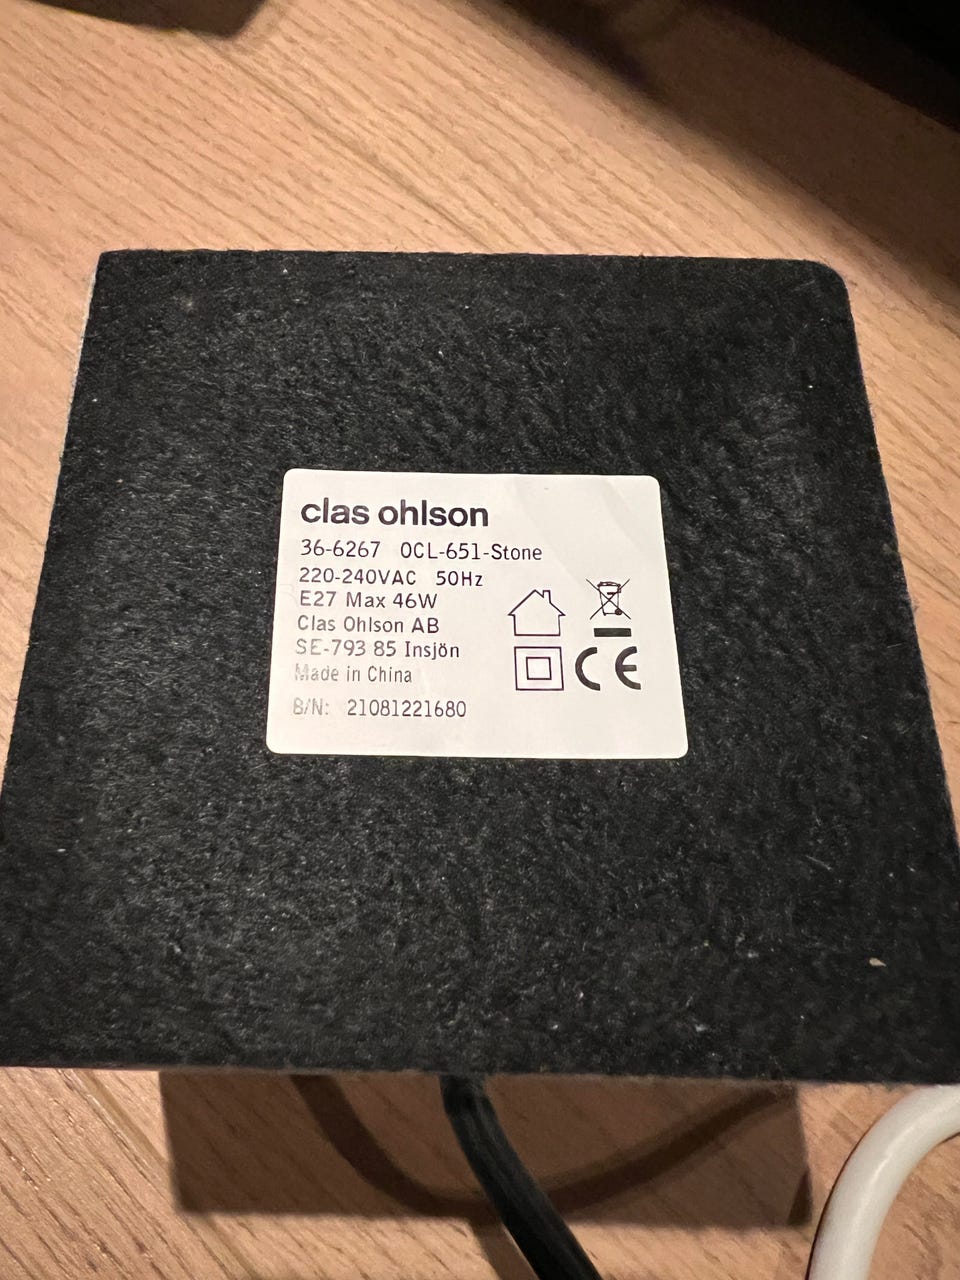 clas ohlson
36-6267 OCL-651-Stone
220-240VAC 50Hz
E27 Max 46W
Clas Ohlson AB
SE-793 85 Insjön
Made in China
B/N: 21081221680
CE